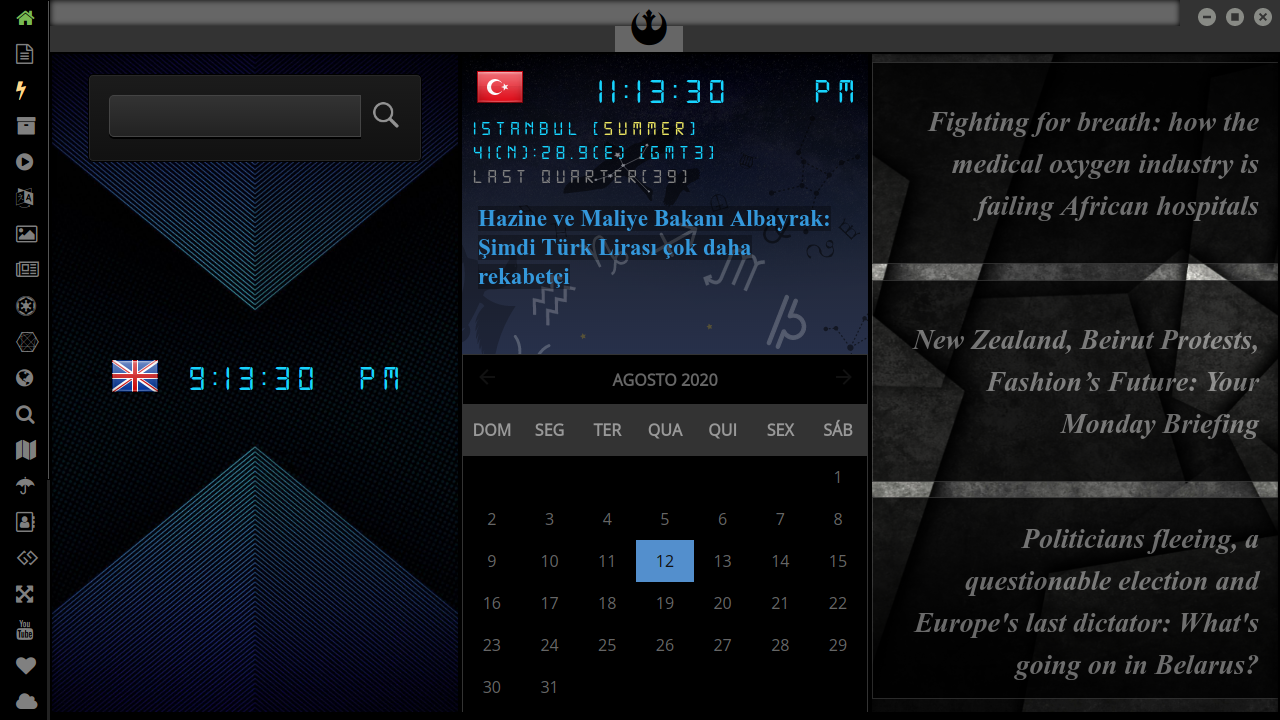 11:13:30 PM
ISTANBUL (SUMMER)
41(N):28.9(E) (GMT3)
LAST QUARTER(39)
Hazine ve Maliye Bakanı Albayrak:
Şimdi Türk Lirası çok daha
rekabetçi
9:13:30 PM
AGOSTO 2020
DOM SEG TER QUA QUI SEX SÁB
1
2 3 4 5 6 7 8
9 10 11 12 13 14 15
16 17 18 19 20 21 22
23 24 25 26 27 28 29
30 31
Fighting for breath: how the
medical oxygen industry is
failing African hospitals
New Zealand, Beirut Protests,
Fashion’s Future: Your
Monday Briefing
Politicians fleeing, a
questionable election and
Europe's last dictator: What's
going on in Belarus?
You
Tube